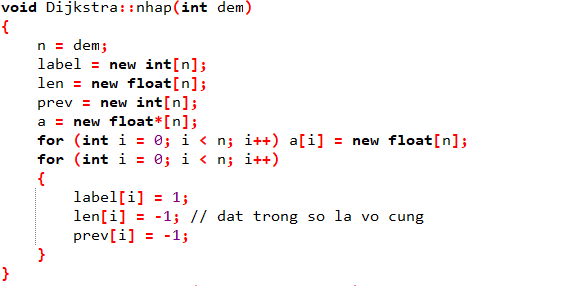 void Dijkstra::nhap(int dem)
{
n = dem;
label = new int[n];
len = new float[n];
prev = new int[n];
a = new float*[n];
for (int i = 0; i < n; i++) a[i] = new float[n];
for (int i = 0; i < n; i++)
{
label[i] = 1;
len[i] = -1; // dat trong so la vo cung
prev[i] = -1;
}
}